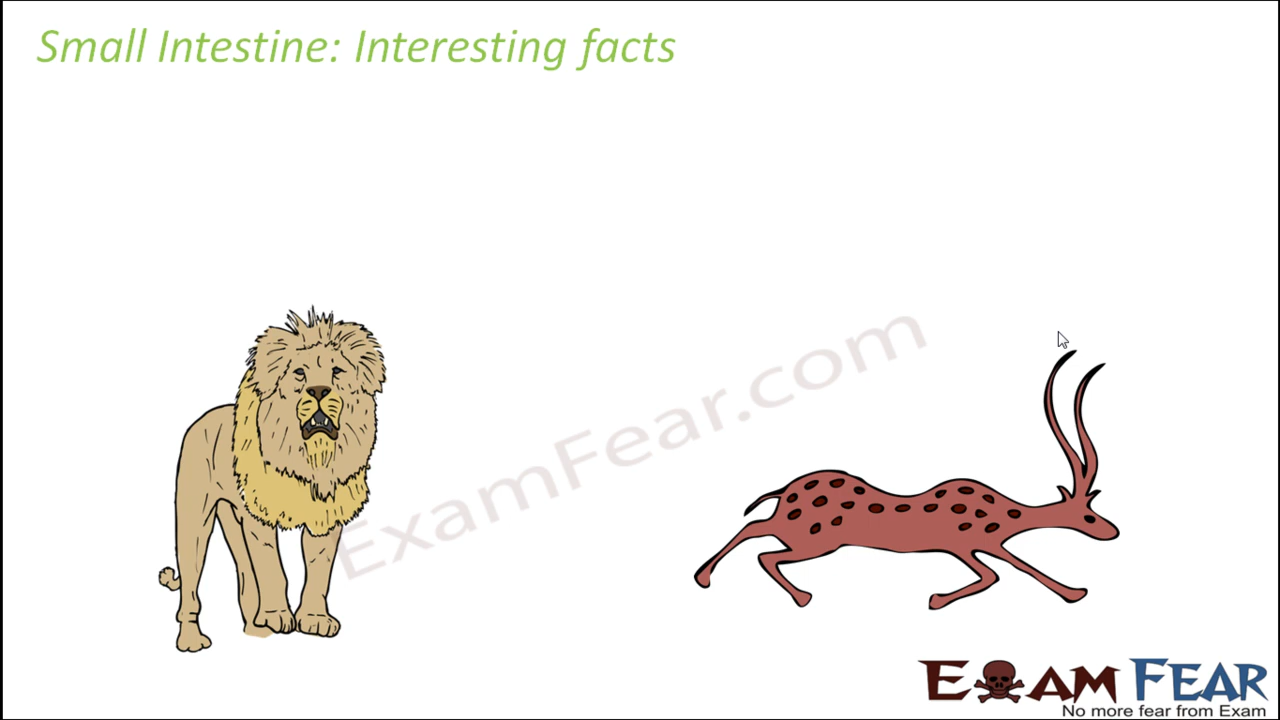 Small Intestine: Interesting facts
ExamFear.com
EXAM FEAR
No more fear from Exam